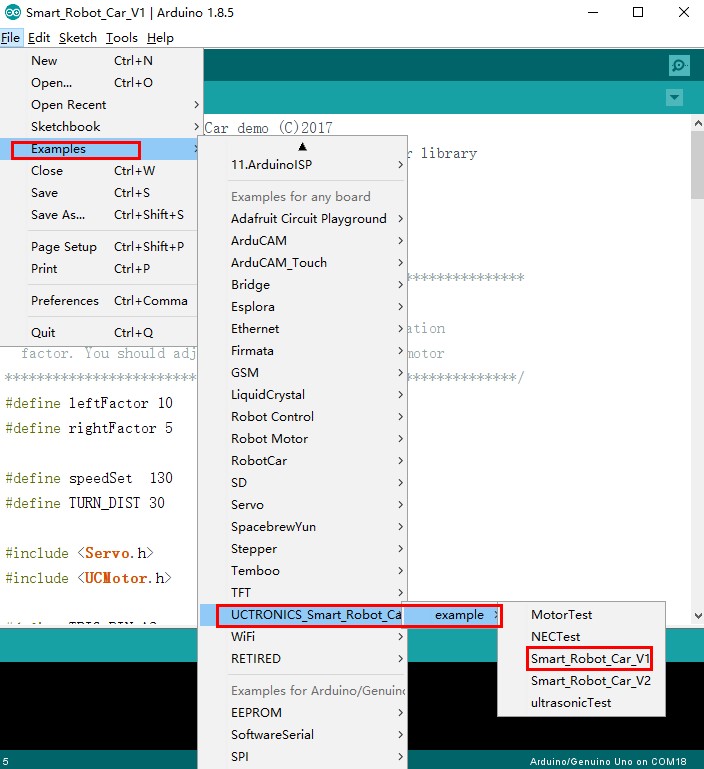 Smart_Robot_Car_V1 | Arduino 1.8.5
File Edit Sketch Tools Help
New Ctrl+N
Open... Ctrl+O
Open Recent
Sketchbook
Examples
Close Ctrl+W
Save Ctrl+S
Save As... Ctrl+Shift+S
Page Setup Ctrl+Shift+P
Print Ctrl+P
Preferences Ctrl+Comma
Quit Ctrl+Q
11.ArduinoISP
Examples for any board
Adafruit Circuit Playground
ArduCAM
ArduCAM_Touch
Bridge
Esplora
Ethernet
Firmata
GSM
LiquidCrystal
Robot Control
Robot Motor
RobotCar
SD
Servo
SpacebrewYun
Stepper
Temboo
TFT
UCTRONICS_Smart_Robot_Ca
WiFi
RETIRED
Examples for Arduino/Genuino
EEPROM
SoftwareSerial
SPI
example
MotorTest
NECTest
Smart_Robot_Car_V1
Smart_Robot_Car_V2
ultrasonicTest
Car demo (C)2017
r library
***************
ation
factor. You should adj motor
************************ **************/
#define leftFactor 10
#define rightFactor 5
#define speedSet 130
#define TURN_DIST 30
#include <Servo.h>
#include <UCMotor.h>
5 Arduino/Genuino Uno on COM18